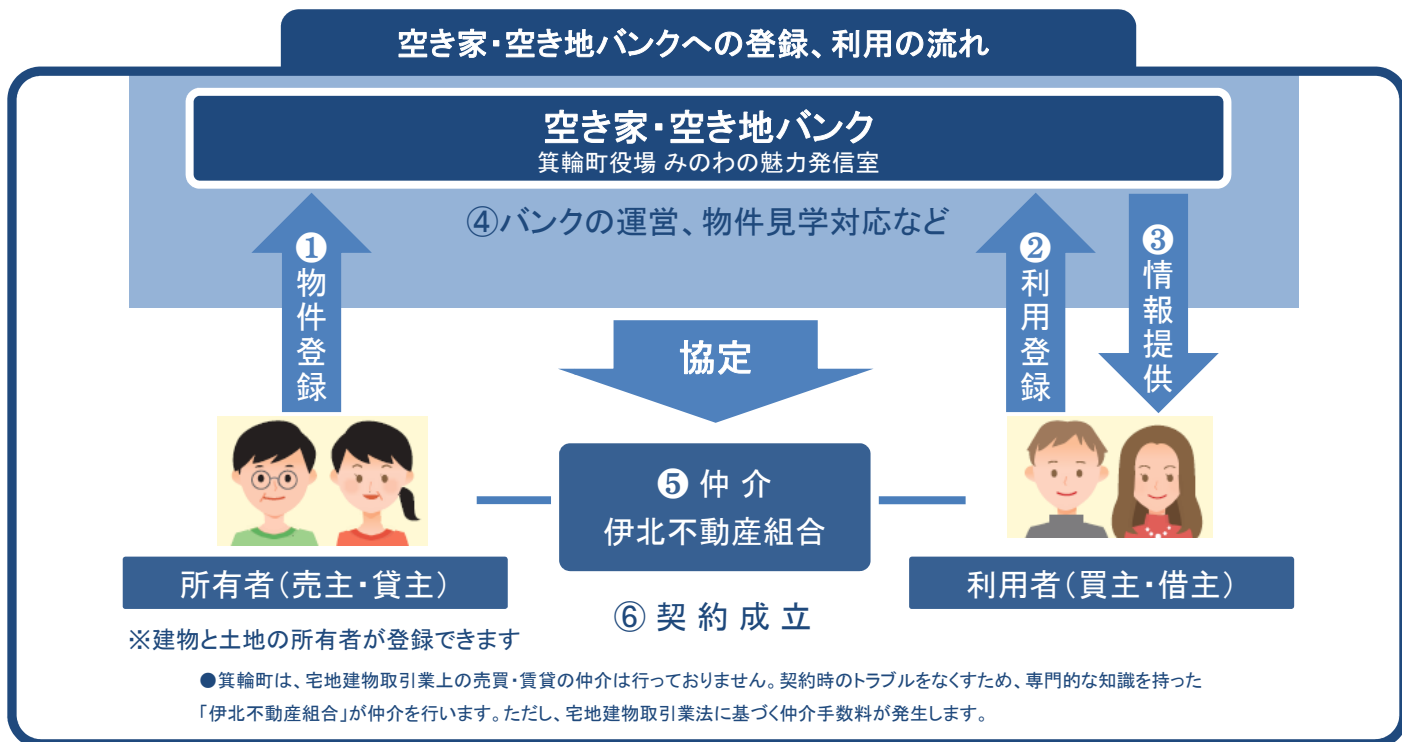 空き家・空き地バンクへの登録、利用の流れ
空き家・空き地バンク
箕輪町役場 みのわの魅力発信室
④バンクの運営、物件見学対応など
❶物件登録
❷利用登録
❸情報提供
協定
❺ 仲 介
伊北不動産組合
所有者(売主・貸主)
利用者(買主・借主)
⑥ 契 約 成 立
※建物と土地の所有者が登録できます
●箕輪町は、宅地建物取引業上の売買・賃貸の仲介は行っておりません。契約時のトラブルをなくすため、専門的な知識を持った
「伊北不動産組合」が仲介を行います。ただし、宅地建物取引業法に基づく仲介手数料が発生します。